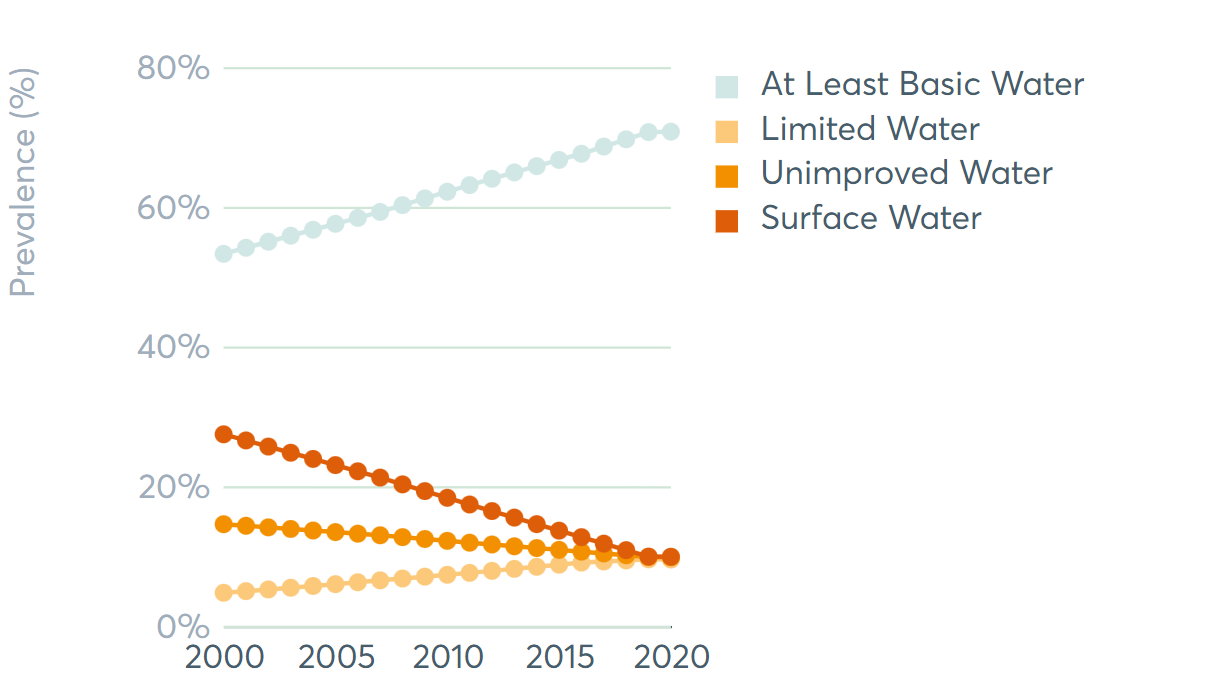 Prevalence (%)
80%
60%
40%
20%
0%
2000 2005 2010 2015 2020
At Least Basic Water
Limited Water
Unimproved Water
Surface Water